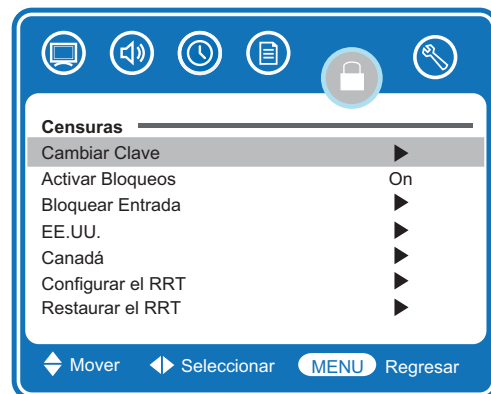 Censuras
Cambiar Clave
Activar Bloqueos On
Bloquear Entrada
EE.UU.
Canadá
Configurar el RRT
Restaurar el RRT
Mover Seleccionar MENU Regresar